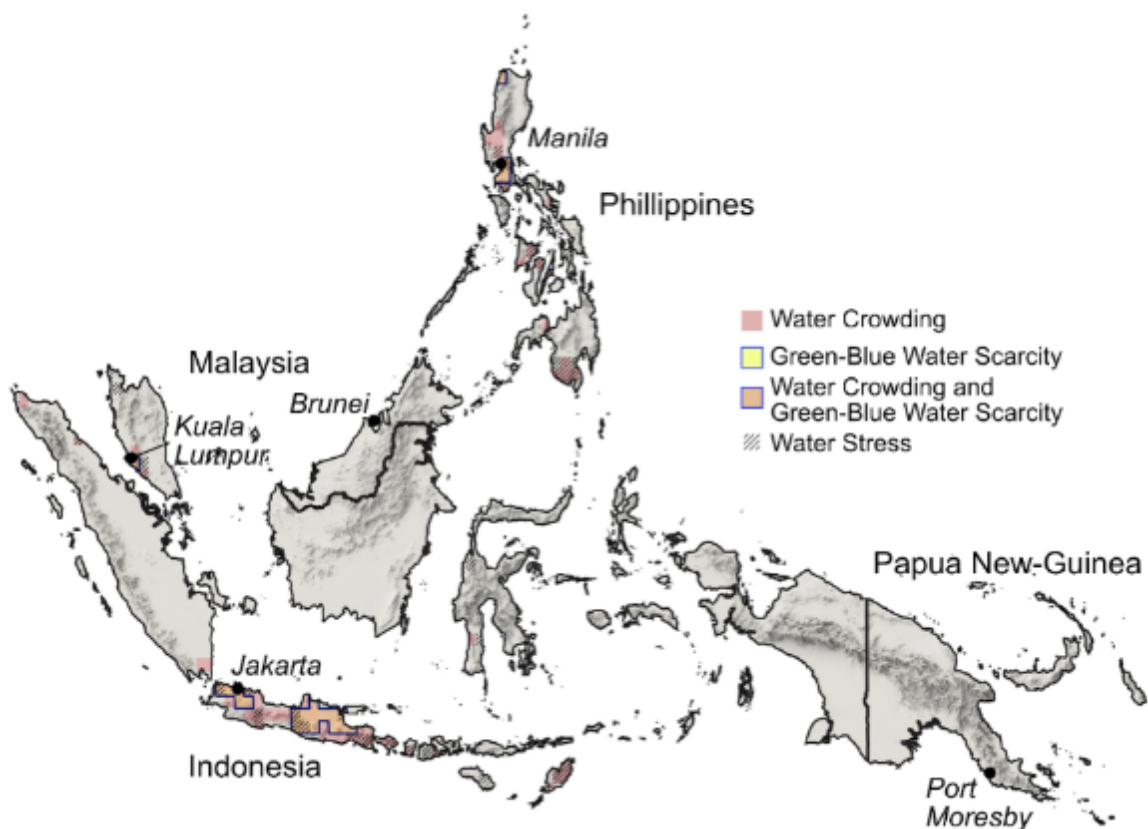 Manila
Phillippines
Water Crowding
Green-Blue Water Scarcity
Water Crowding and
Green-Blue Water Scarcity
Water Stress
Malaysia
Brunei
Kuala
Lumpur
Papua New-Guinea
Jakarta
Indonesia
Port
Moresby